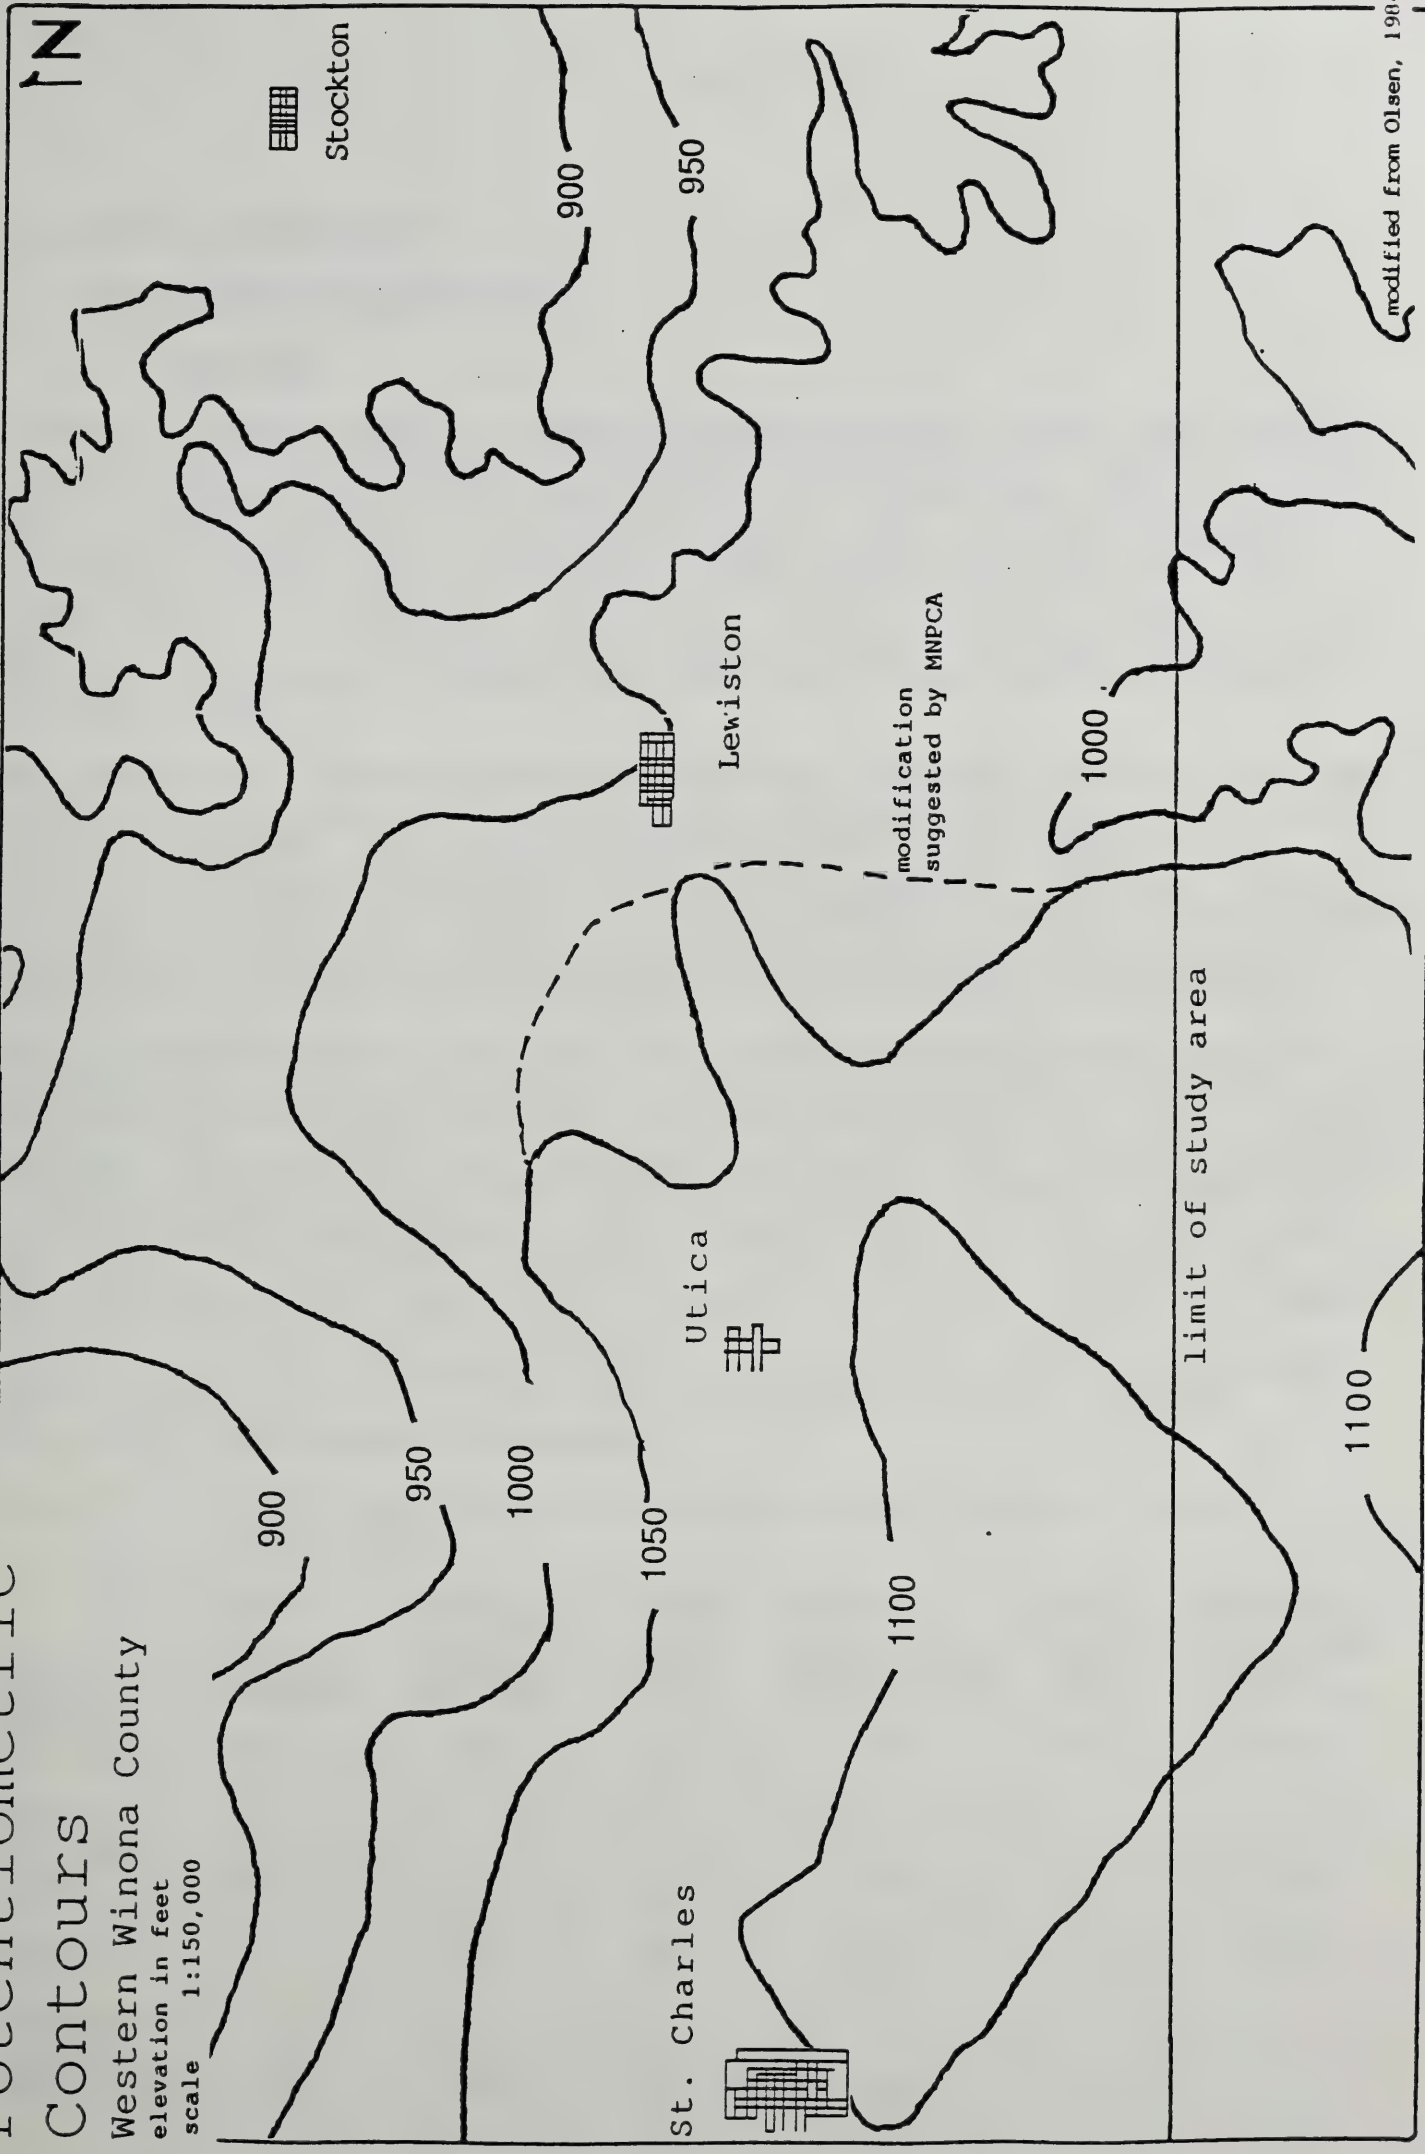 Contours
Western Winona County
elevation in feet
scale 1:150,000
N
Stockton
900
950
900
950
1000
1050
Lewiston
Utica
St. Charles
modification
suggested by MNPCA
1000
1100
limit of study area
1100
modified from Olsen,